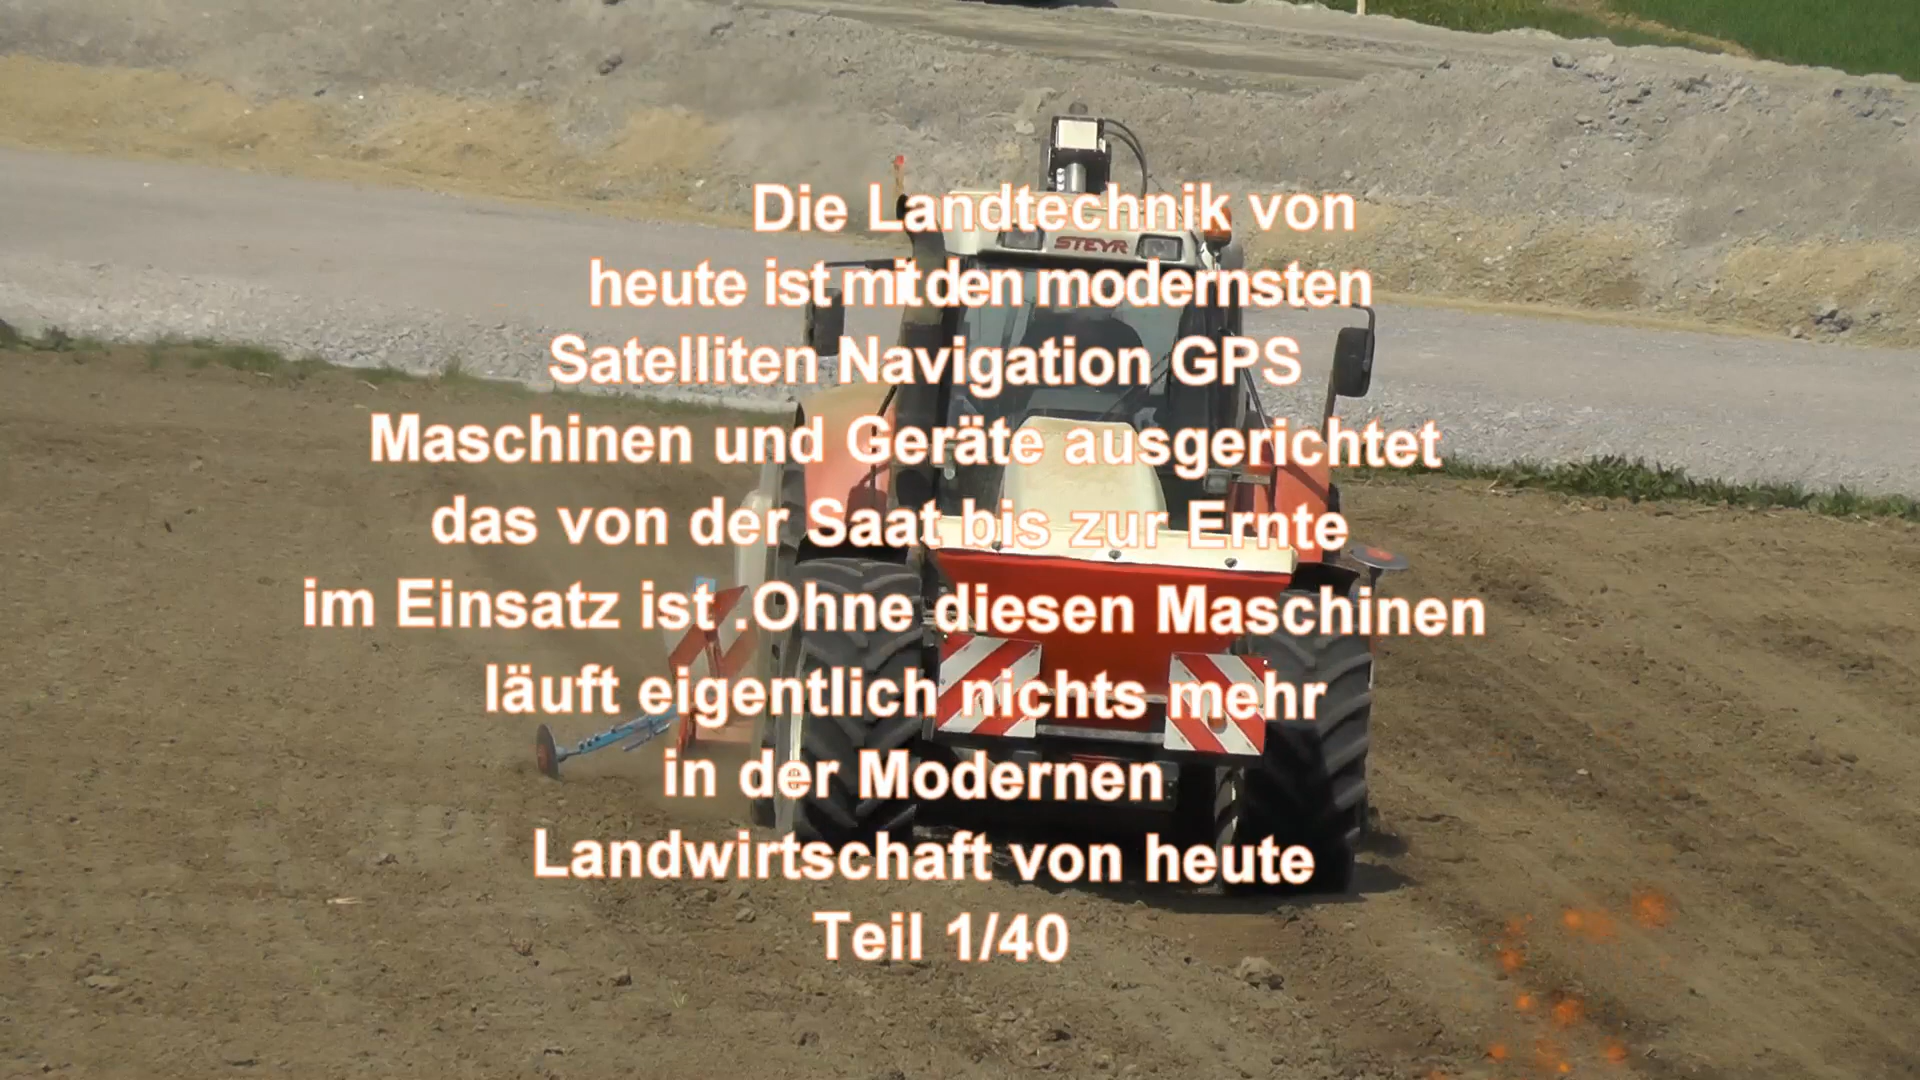 Die Landtechnik von
STEYR
heute ist mit den modernsten
Satelliten Navigation GPS
Maschinen und Geräte ausgerichtet
das von der Saat bis zur Ernte
im Einsatz ist .Ohne diesen Maschinen
läuft eigentlich nichts mehr
in der Modernen
Landwirtschaft von heute
Teil 1/40